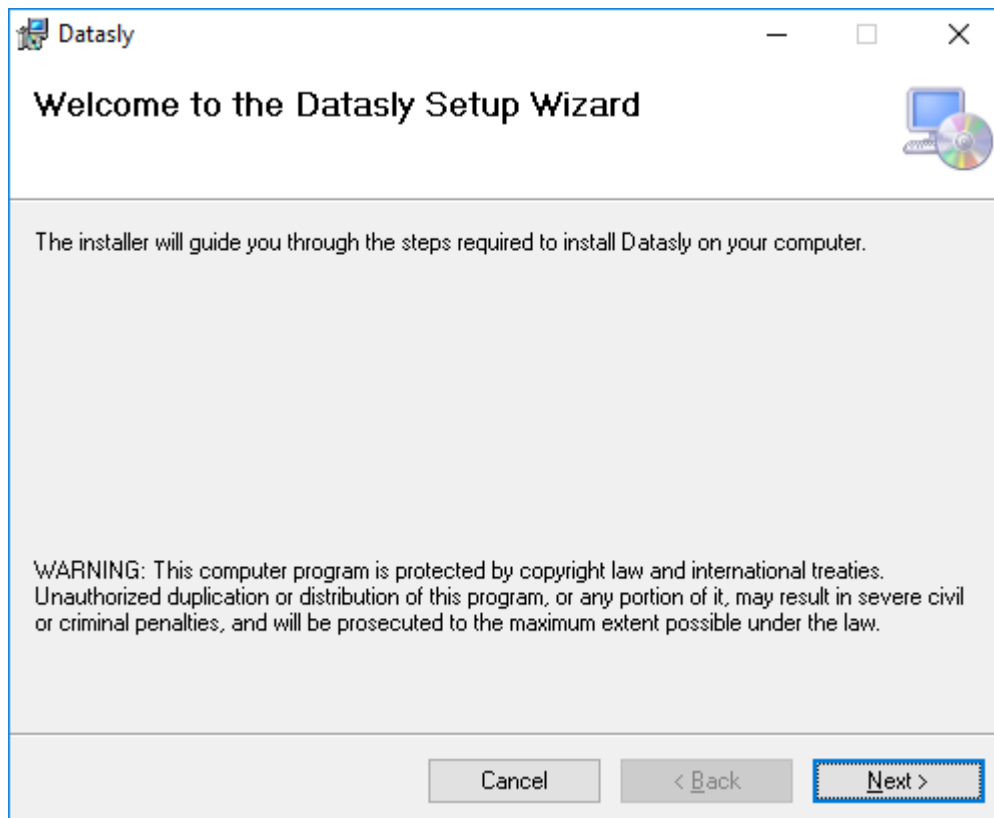 Datasly
Welcome to the Datasly Setup Wizard
The installer will guide you through the steps required to install Datasly on your computer.
WARNING: This computer program is protected by copyright law and international treaties.
Unauthorized duplication or distribution of this program, or any portion of it, may result in severe civil
or criminal penalties, and will be prosecuted to the maximum extent possible under the law.
Cancel < Back Next >